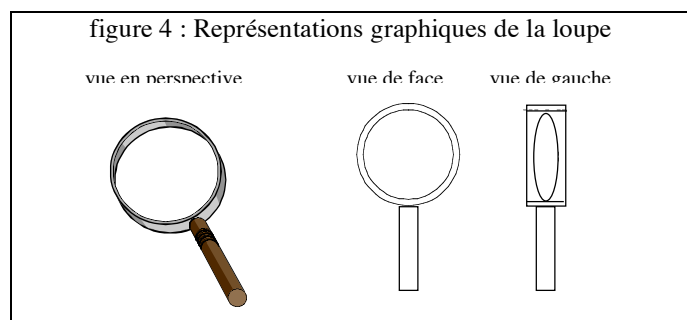 figure 4 : Représentations graphiques de la loupe
vue en perspective vue de face vue de gauche